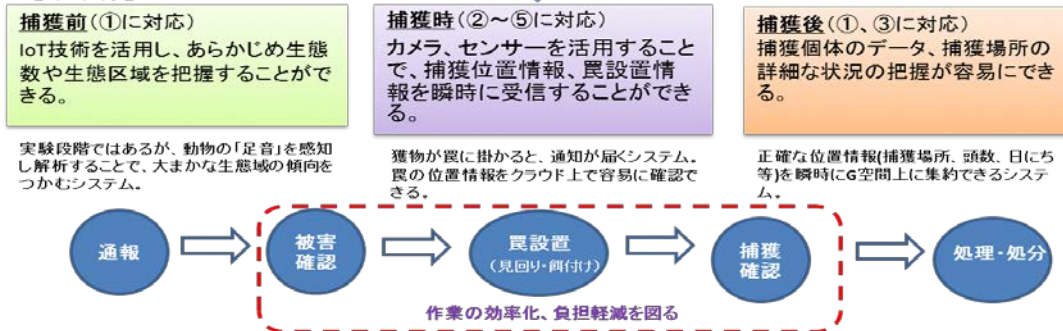 捕獲前(①に対応)
IoT技術を活用し、あらかじめ生態
数や生態区域を把握することがで
きる。
実験段階ではあるが、動物の「足音」を感知
し解析することで、大まかな生態域の傾向を
つかむシステム。
捕獲時(②～⑤に対応)
カメラ、センサーを活用すること
で、捕獲位置情報、罠設置情
報を瞬時に受信することができ
る。
獲物が罠に掛かると、通知が届くシステム。
罠の位置情報をクラウド上で容易に確認で
できる。
捕獲後(①、③に対応)
捕獲個体のデータ、捕獲場所の
詳細な状況の把握が容易にでき
る。
正確な位置情報(捕獲場所、頭数、日にち
等)を瞬時にG空間上に集約できるシステ
ム。
通報
被害
確認
罠設置
(見回り・餌付け)
捕獲
確認
処理・処分
作業の効率化、負担軽減を図る